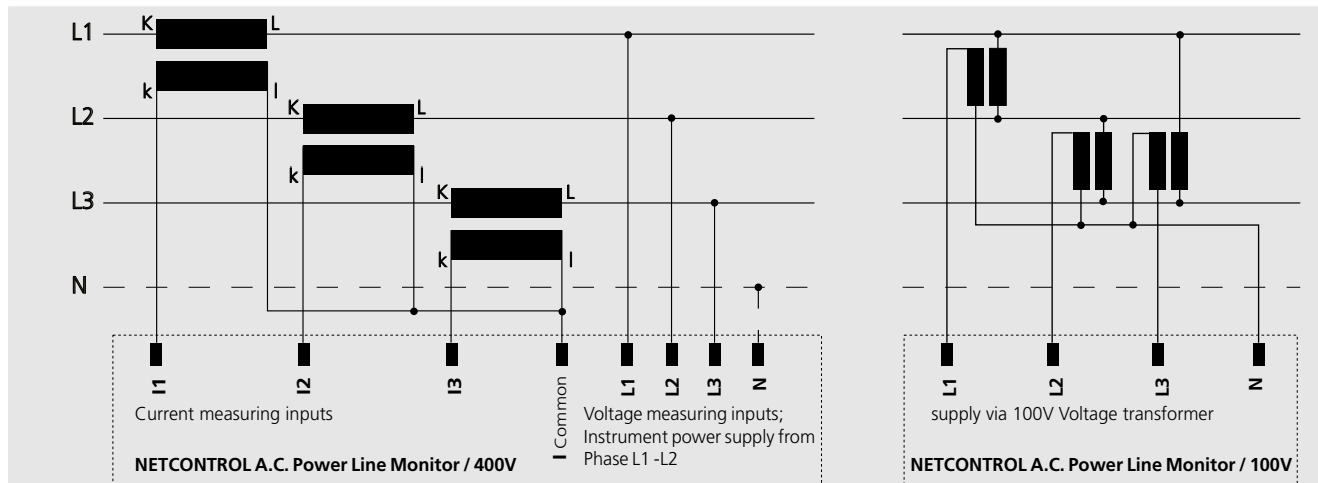 L1 K L
k l
L2 K L
k l
L3 K L
k l
N
I1 I2 I3 I Common L1 L2 L3 N
Current measuring inputs
Voltage measuring inputs;
Instrument power supply from
Phase L1 -L2
NETCONTROL A.C. Power Line Monitor / 400V
L1 L2 L3 N
supply via 100V Voltage transformer
NETCONTROL A.C. Power Line Monitor / 100V